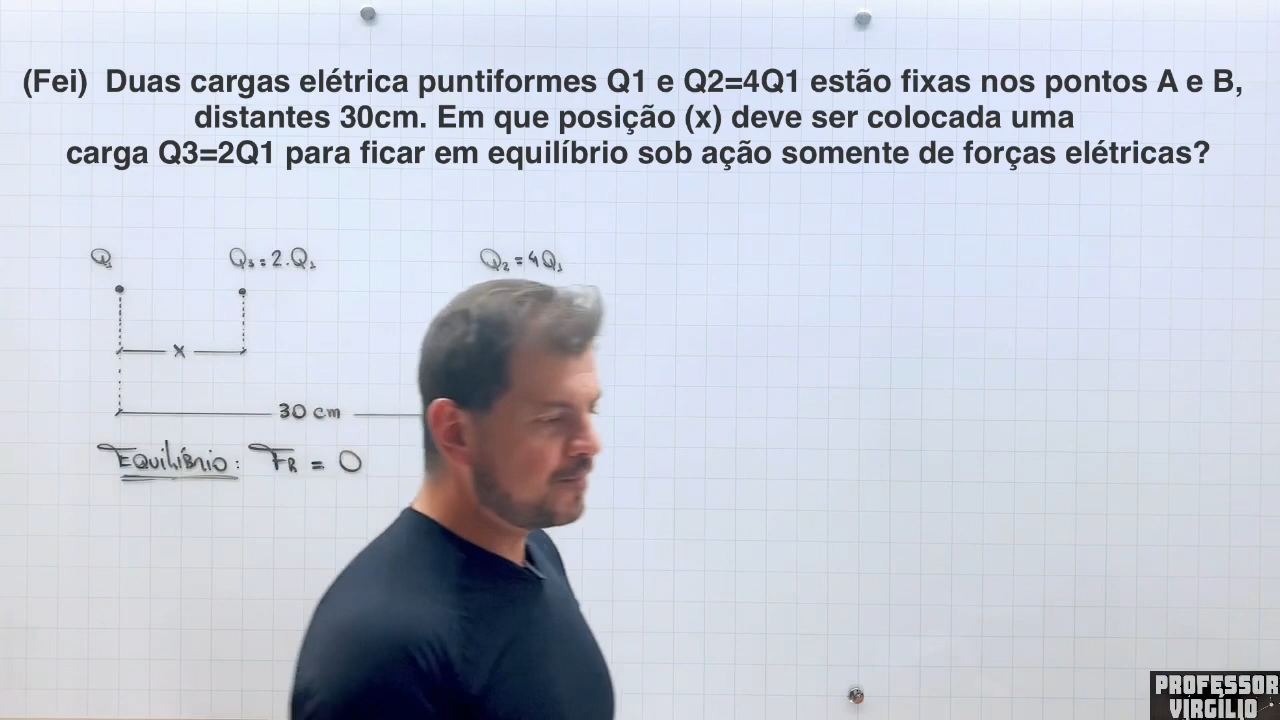 (Fei) Duas cargas elétrica puntiformes Q1 e Q2=4Q1 estão fixas nos pontos A e B,
distantes 30cm. Em que posição (x) deve ser colocada uma
carga Q3=2Q1 para ficar em equilíbrio sob ação somente de forças elétricas?
Q₁ Q₃=2.Q₁ Q₂=4Q₁
x
30 cm
EQUILÍBRIO: FR = 0
PROFESSOR
VIRGÍLIO